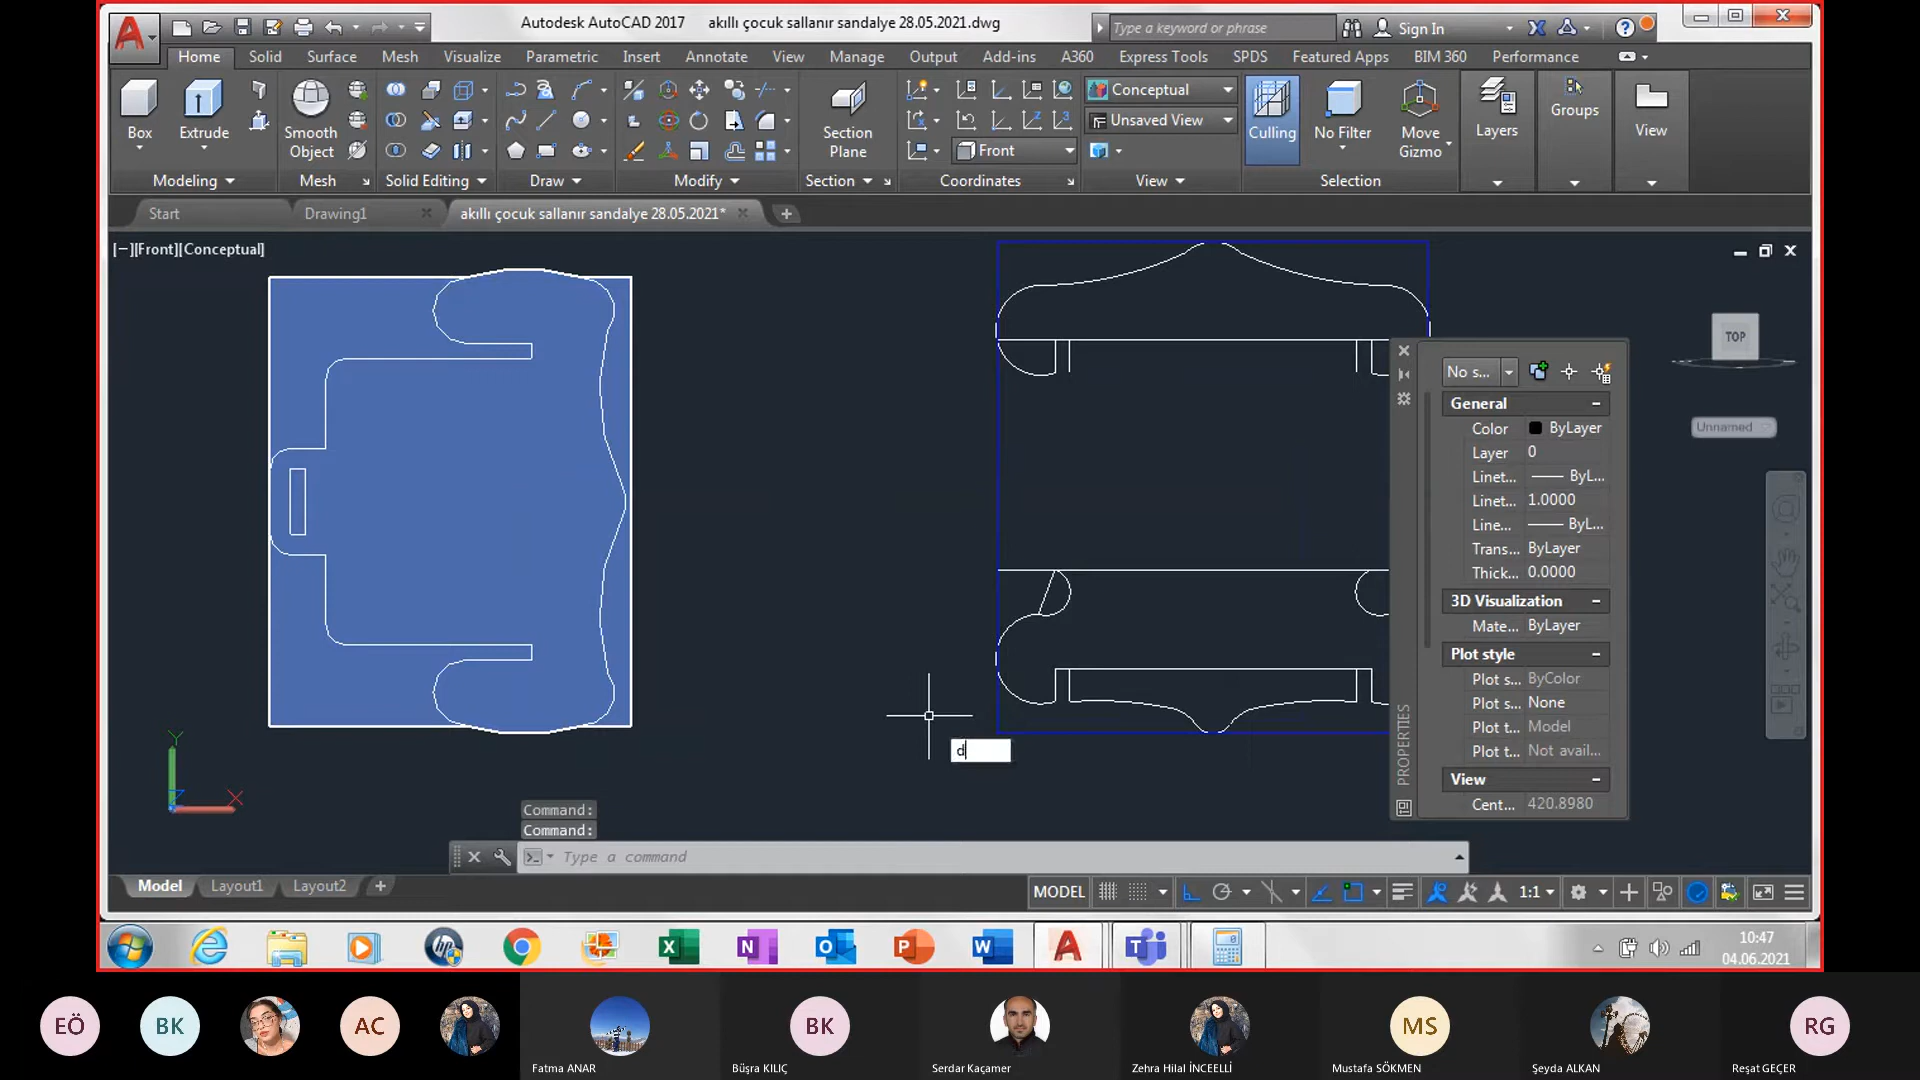 Autodesk AutoCAD 2017 akıllı çocuk sallanır sandalye 28.05.2021.dwg
Type a keyword or phrase
Sign In
Home Solid Surface Mesh Visualize Parametric Annotate Insert View Manage Output Add-ins A360 Express Tools SPDS Featured Apps BIM 360 Performance
Box
Extrude
Smooth Object
Section Plane
Front
Conceptual
Unsaved View
Culling
No Filter
Move Gizmo
Layers
Groups
View
Modeling Mesh Solid Editing Draw Modify Section Coordinates View Selection
Start Drawing1 akıllı çocuk sallanır sandalye 28.05.2021*
[−][Front][Conceptual]
TOP
Unnamed
No s...
General
Color ByLayer
Layer 0
Linet... ByL...
Linet... 1.0000
Line... ByL...
Trans... ByLayer
Thick... 0.0000
3D Visualization
Mate... ByLayer
Plot style
Plot s... ByColor
Plot s... None
Plot t... Model
Plot t... Not avail...
View
Cent... 420.8980
PROPERTIES
d
Y
X
Z
Command:
Command:
Type a command
Model Layout1 Layout2
MODEL 1:1
10:47
04.06.2021
EÖ BK AC BK MS RG
Fatma ANAR Büşra KILIÇ Serdar Kaçamer Zehra Hilal İNCEELLİ Mustafa SÖKMEN Şeyda ALKAN Reşat GEÇER